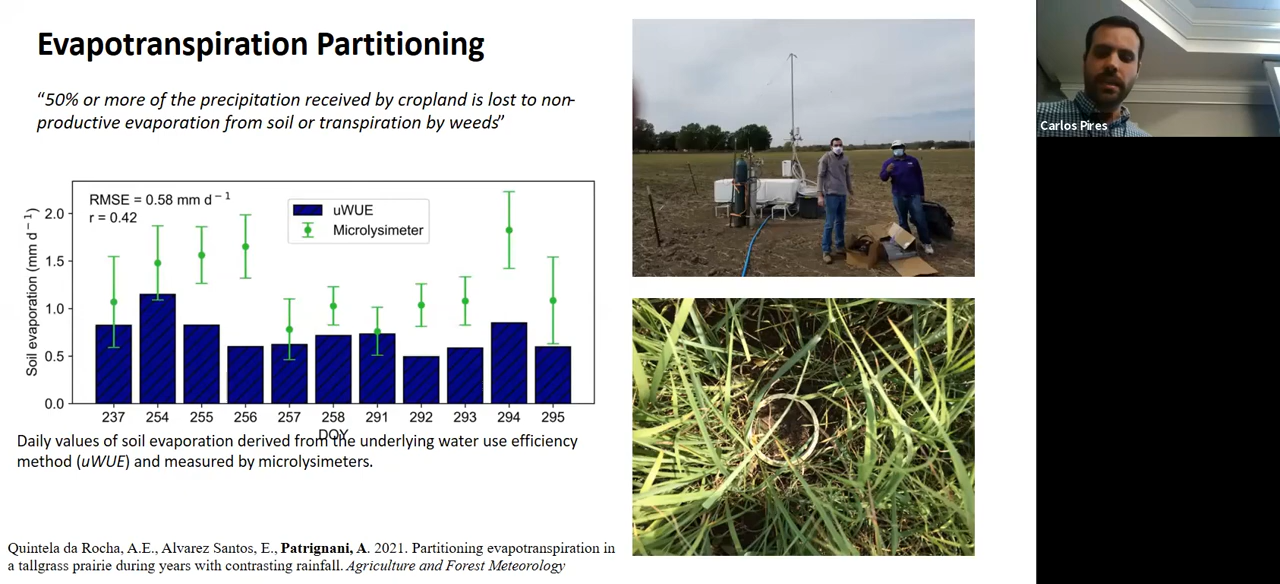 Evapotranspiration Partitioning
“50% or more of the precipitation received by cropland is lost to non-
productive evaporation from soil or transpiration by weeds”
RMSE = 0.58 mm d⁻¹
r = 0.42
uWUE
Microlysimeter
Soil evaporation (mm d⁻¹)
2.0
1.5
1.0
0.5
0.0
237 254 255 256 257 258 291 292 293 294 295
DOY
Daily values of soil evaporation derived from the underlying water use efficiency
method (uWUE) and measured by microlysimeters.
Quintela da Rocha, A.E., Alvarez Santos, E., Patrignani, A. 2021. Partitioning evapotranspiration in
a tallgrass prairie during years with contrasting rainfall. Agriculture and Forest Meteorology
Carlos Pires